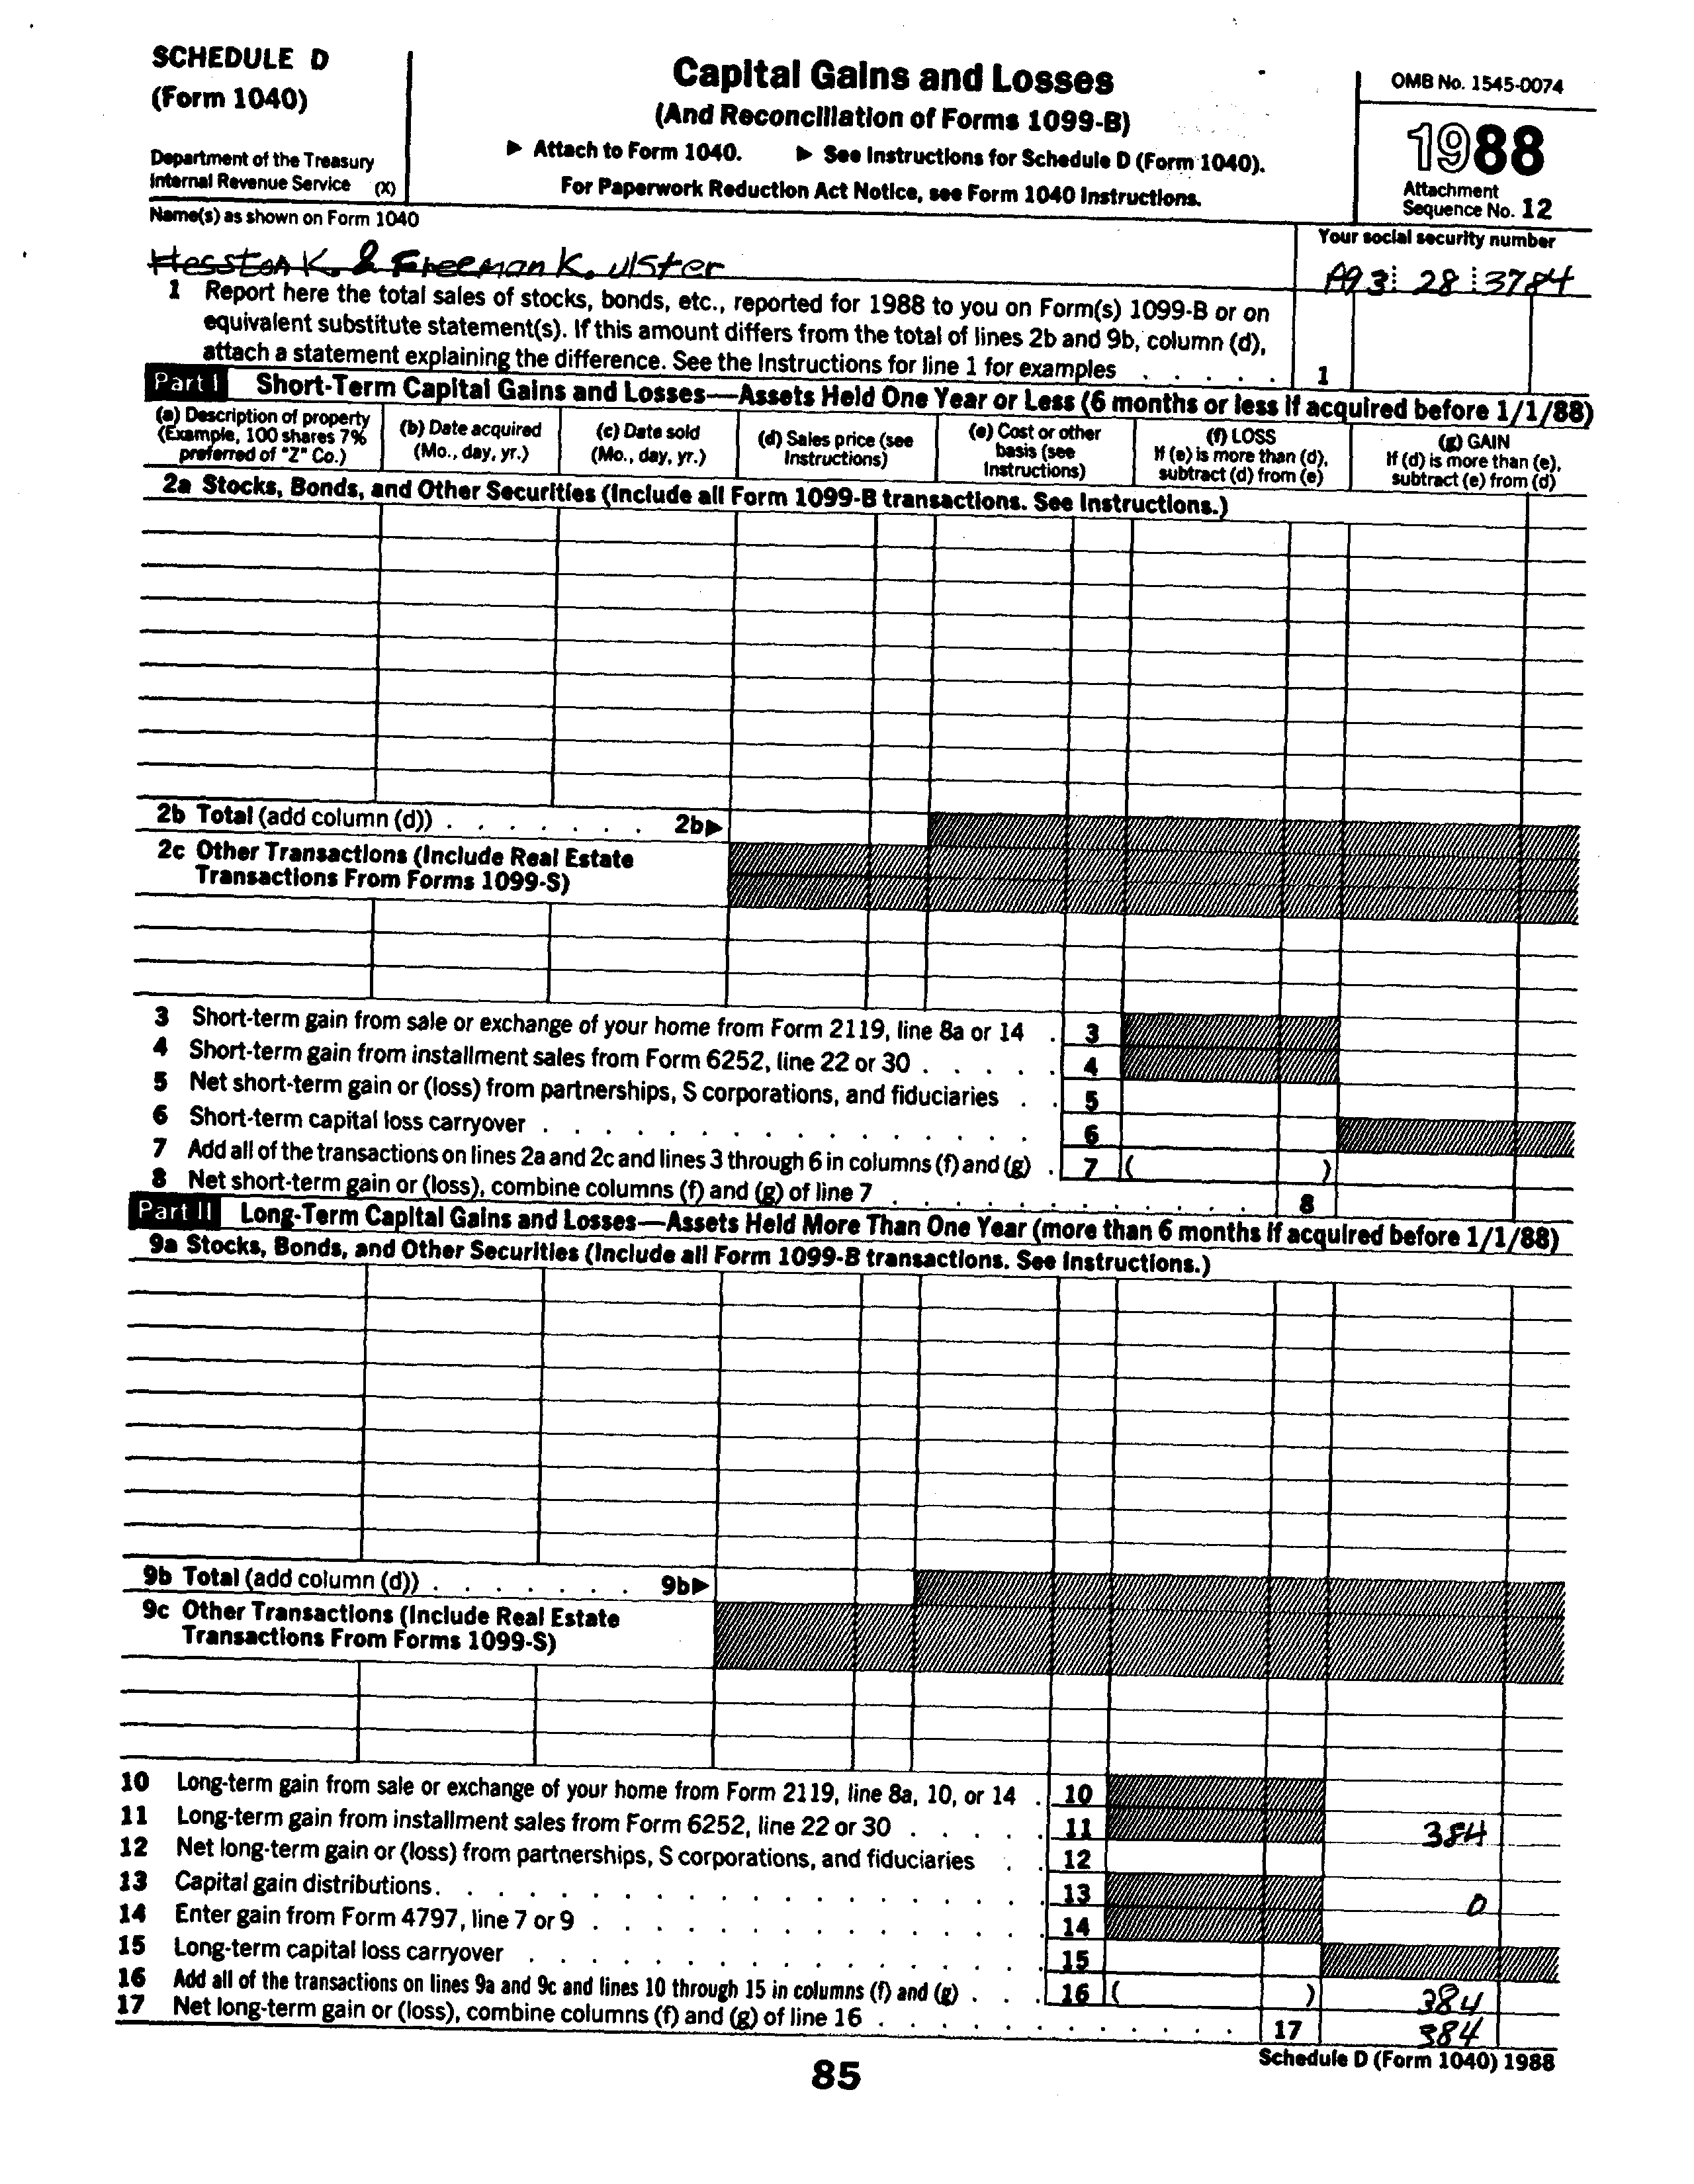 SCHEDULE D
(Form 1040)
Department of the Treasury
Internal Revenue Service (X)
Capital Gains and Losses
(And Reconciliation of Forms 1099-B)
▶ Attach to Form 1040. ▶ See Instructions for Schedule D (Form 1040).
For Paperwork Reduction Act Notice, see Form 1040 Instructions.
OMB No. 1545-0074
1988
Attachment
Sequence No. 12
Name(s) as shown on Form 1040
Hesston K. & Freeman K. Ulster
Your social security number
A93 28 3784
1 Report here the total sales of stocks, bonds, etc., reported for 1988 to you on Form(s) 1099-B or on
equivalent substitute statement(s). If this amount differs from the total of lines 2b and 9b, column (d),
attach a statement explaining the difference. See the Instructions for line 1 for examples . . . . . 1
Part I Short-Term Capital Gains and Losses—Assets Held One Year or Less (6 months or less if acquired before 1/1/88)
(a) Description of property
(Example, 100 shares 7%
preferred of "Z" Co.)
(b) Date acquired
(Mo., day, yr.)
(c) Date sold
(Mo., day, yr.)
(d) Sales price (see
Instructions)
(e) Cost or other
basis (see
Instructions)
(f) LOSS
If (e) is more than (d),
subtract (d) from (e)
(g) GAIN
If (d) is more than (e),
subtract (e) from (d)
2a Stocks, Bonds, and Other Securities (Include all Form 1099-B transactions. See Instructions.)
2b Total (add column (d)) . . . . . . . 2b▶
2c Other Transactions (Include Real Estate
Transactions From Forms 1099-S)
3 Short-term gain from sale or exchange of your home from Form 2119, line 8a or 14 . 3
4 Short-term gain from installment sales from Form 6252, line 22 or 30 . . . . . 4
5 Net short-term gain or (loss) from partnerships, S corporations, and fiduciaries . . 5
6 Short-term capital loss carryover . . . . . . . . . . . . . . . . 6
7 Add all of the transactions on lines 2a and 2c and lines 3 through 6 in columns (f) and (g) . 7 ( )
8 Net short-term gain or (loss), combine columns (f) and (g) of line 7 . . . . . . . . . . . 8
Part II Long-Term Capital Gains and Losses—Assets Held More Than One Year (more than 6 months if acquired before 1/1/88)
9a Stocks, Bonds, and Other Securities (Include all Form 1099-B transactions. See Instructions.)
9b Total (add column (d)) . . . . . . . 9b▶
9c Other Transactions (Include Real Estate
Transactions From Forms 1099-S)
10 Long-term gain from sale or exchange of your home from Form 2119, line 8a, 10, or 14 . 10
11 Long-term gain from installment sales from Form 6252, line 22 or 30 . . . . . 11 384
12 Net long-term gain or (loss) from partnerships, S corporations, and fiduciaries . . 12
13 Capital gain distributions. . . . . . . . . . . . . . . . . . . 13 0
14 Enter gain from Form 4797, line 7 or 9 . . . . . . . . . . . . . . 14
15 Long-term capital loss carryover . . . . . . . . . . . . . . . . 15
16 Add all of the transactions on lines 9a and 9c and lines 10 through 15 in columns (f) and (g) . . . 16 ( ) 384
17 Net long-term gain or (loss), combine columns (f) and (g) of line 16 . . . . . . . . . . . . 17 384
Schedule D (Form 1040) 1988
85